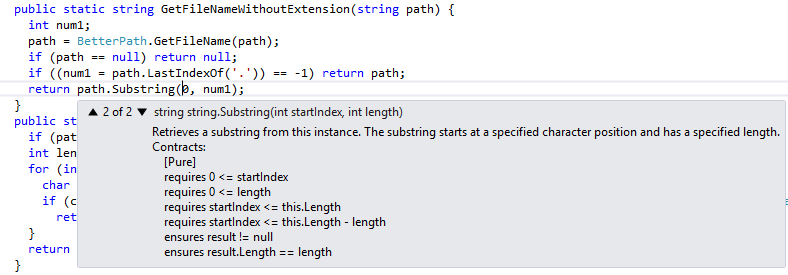 public static string GetFileNameWithoutExtension(string path) {
int num1;
path = BetterPath.GetFileName(path);
if (path == null) return null;
if ((num1 = path.LastIndexOf('.')) == -1) return path;
return path.Substring(0, num1);
}
▲ 2 of 2 ▼ string string.Substring(int startIndex, int length)
public st
Retrieves a substring from this instance. The substring starts at a specified character position and has a specified length.
if (pat
Contracts:
int len
[Pure]
for (in
requires 0 <= startIndex
char
requires 0 <= length
if (c
requires startIndex <= this.Length
ret
requires startIndex <= this.Length - length
}
ensures result != null
return
ensures result.Length == length
}